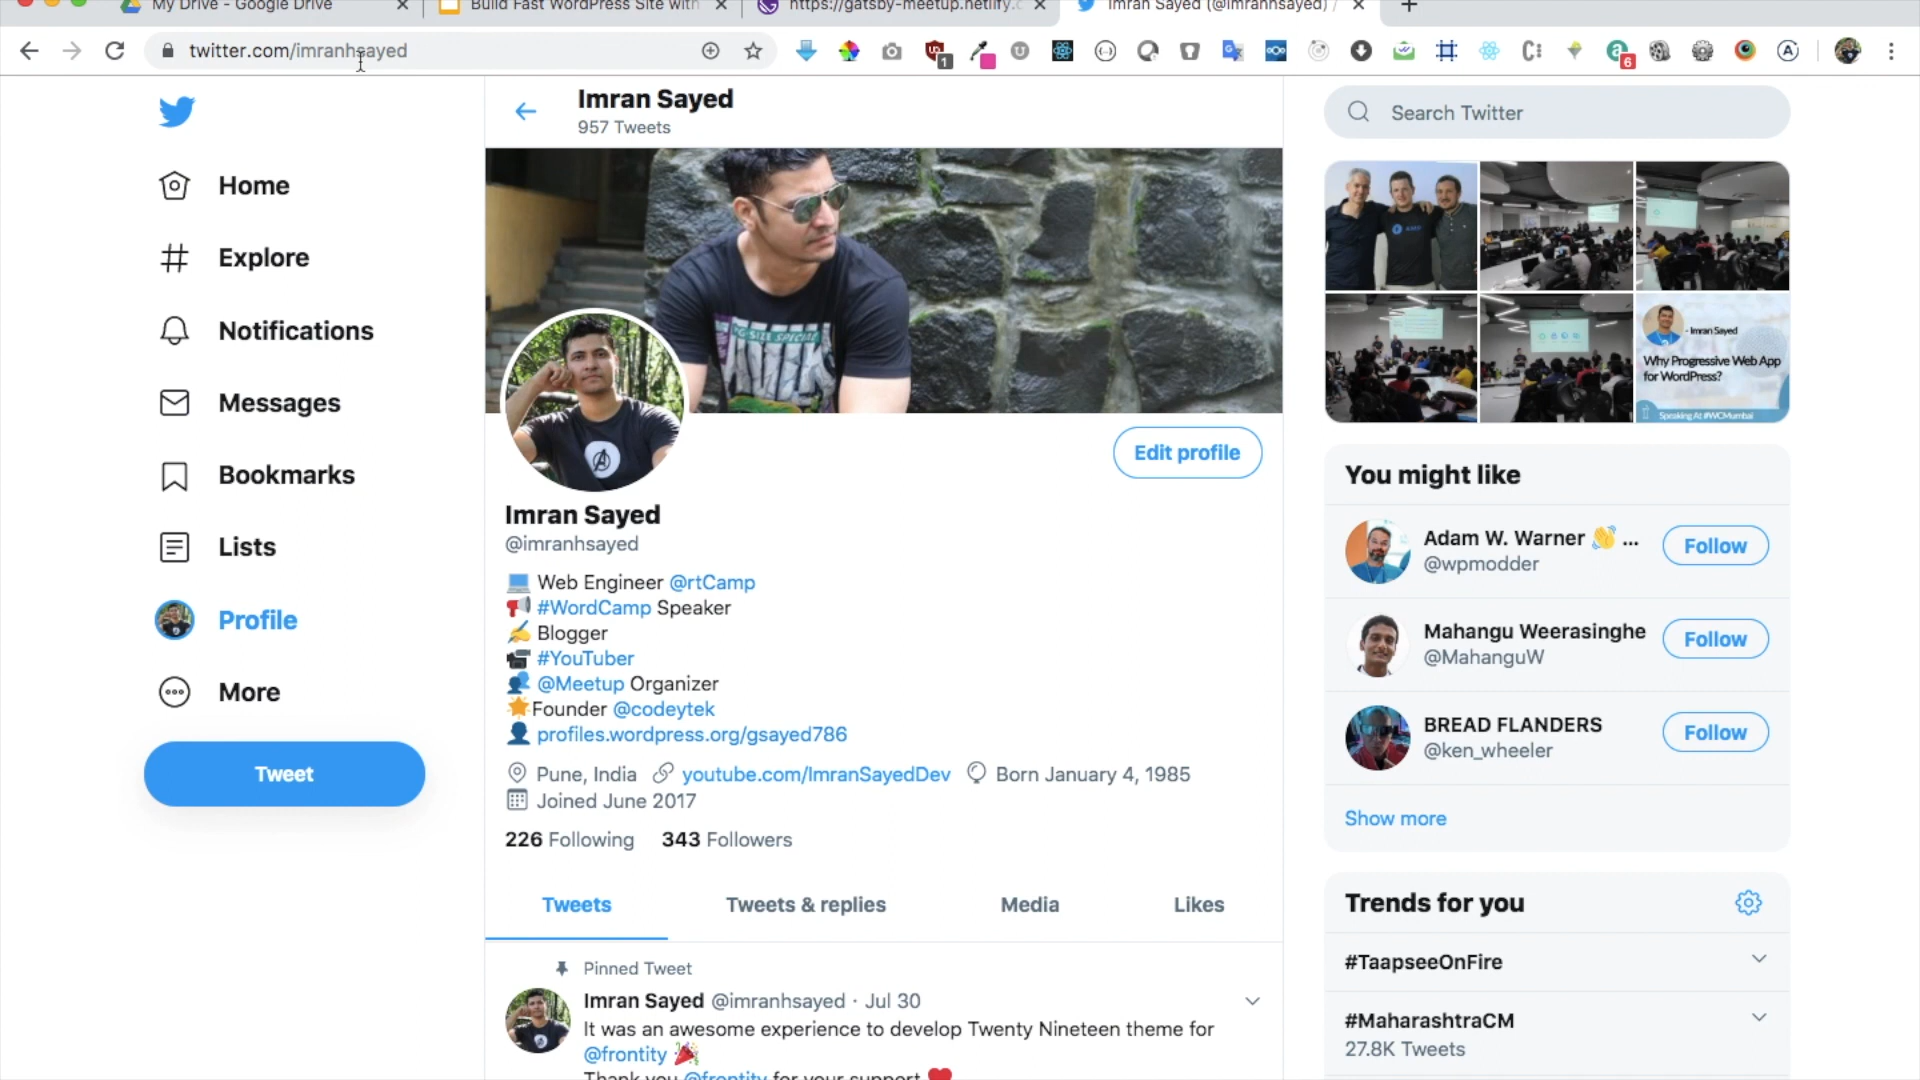 My Drive - Google Drive
Build Fast WordPress Site with
https://gatsby-meetup.netlify.c
Imran Sayed (@imranhsayed) /
twitter.com/imranhsayed
1
6
Imran Sayed
957 Tweets
Search Twitter
Home
Explore
Notifications
Messages
Bookmarks
Lists
Profile
More
Tweet
Edit profile
Imran Sayed
@imranhsayed
💻 Web Engineer @rtCamp
📢 #WordCamp Speaker
✍️ Blogger
🎥 #YouTuber
👥 @Meetup Organizer
🌟Founder @codeytek
👤 profiles.wordpress.org/gsayed786
Pune, India youtube.com/ImranSayedDev Born January 4, 1985
Joined June 2017
226 Following 343 Followers
Tweets Tweets & replies Media Likes
Pinned Tweet
Imran Sayed @imranhsayed · Jul 30
It was an awesome experience to develop Twenty Nineteen theme for
@frontity 🎉
Thank you @frontity for your support ❤️
- Imran Sayed
Why Progressive Web App
for WordPress?
Speaking At #WCMumbai
You might like
Adam W. Warner 👋 ...
@wpmodder
Follow
Mahangu Weerasinghe
@MahanguW
Follow
BREAD FLANDERS
@ken_wheeler
Follow
Show more
Trends for you
#TaapseeOnFire
#MaharashtraCM
27.8K Tweets